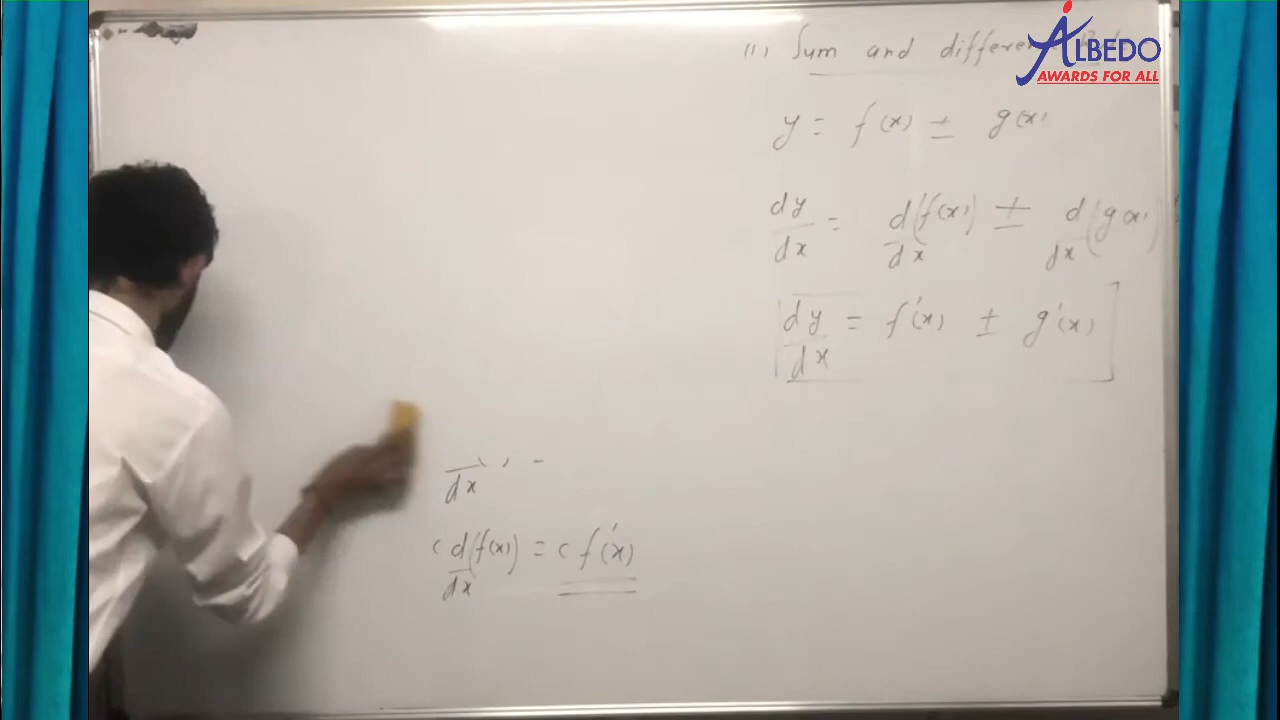 (1) Sum and differen
ALBEDO
AWARDS FOR ALL
y = f(x) ± g(x)
dy/dx = d/dx (f(x)) ± d/dx (g(x))
dy/dx = f'(x) ± g'(x)
dx
c d/dx (f(x)) = c f'(x)